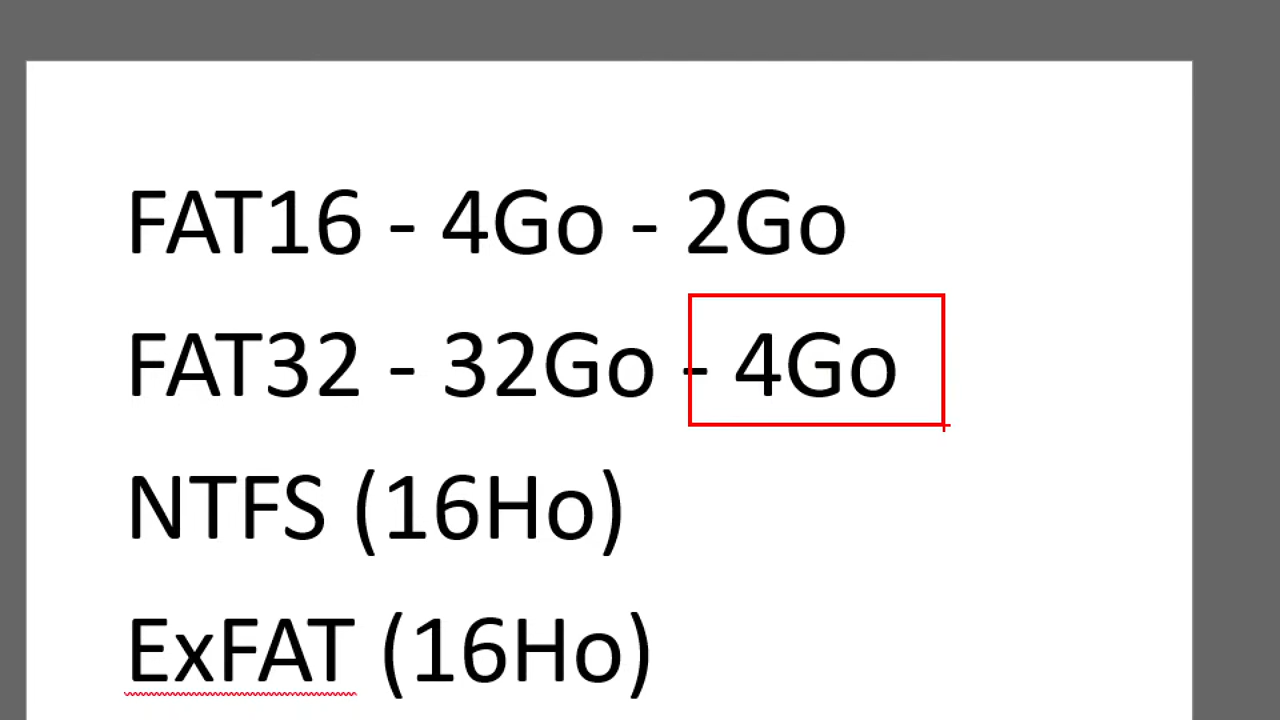 FAT16 - 4Go - 2Go
FAT32 - 32Go - 4Go
NTFS (16Ho)
ExFAT (16Ho)